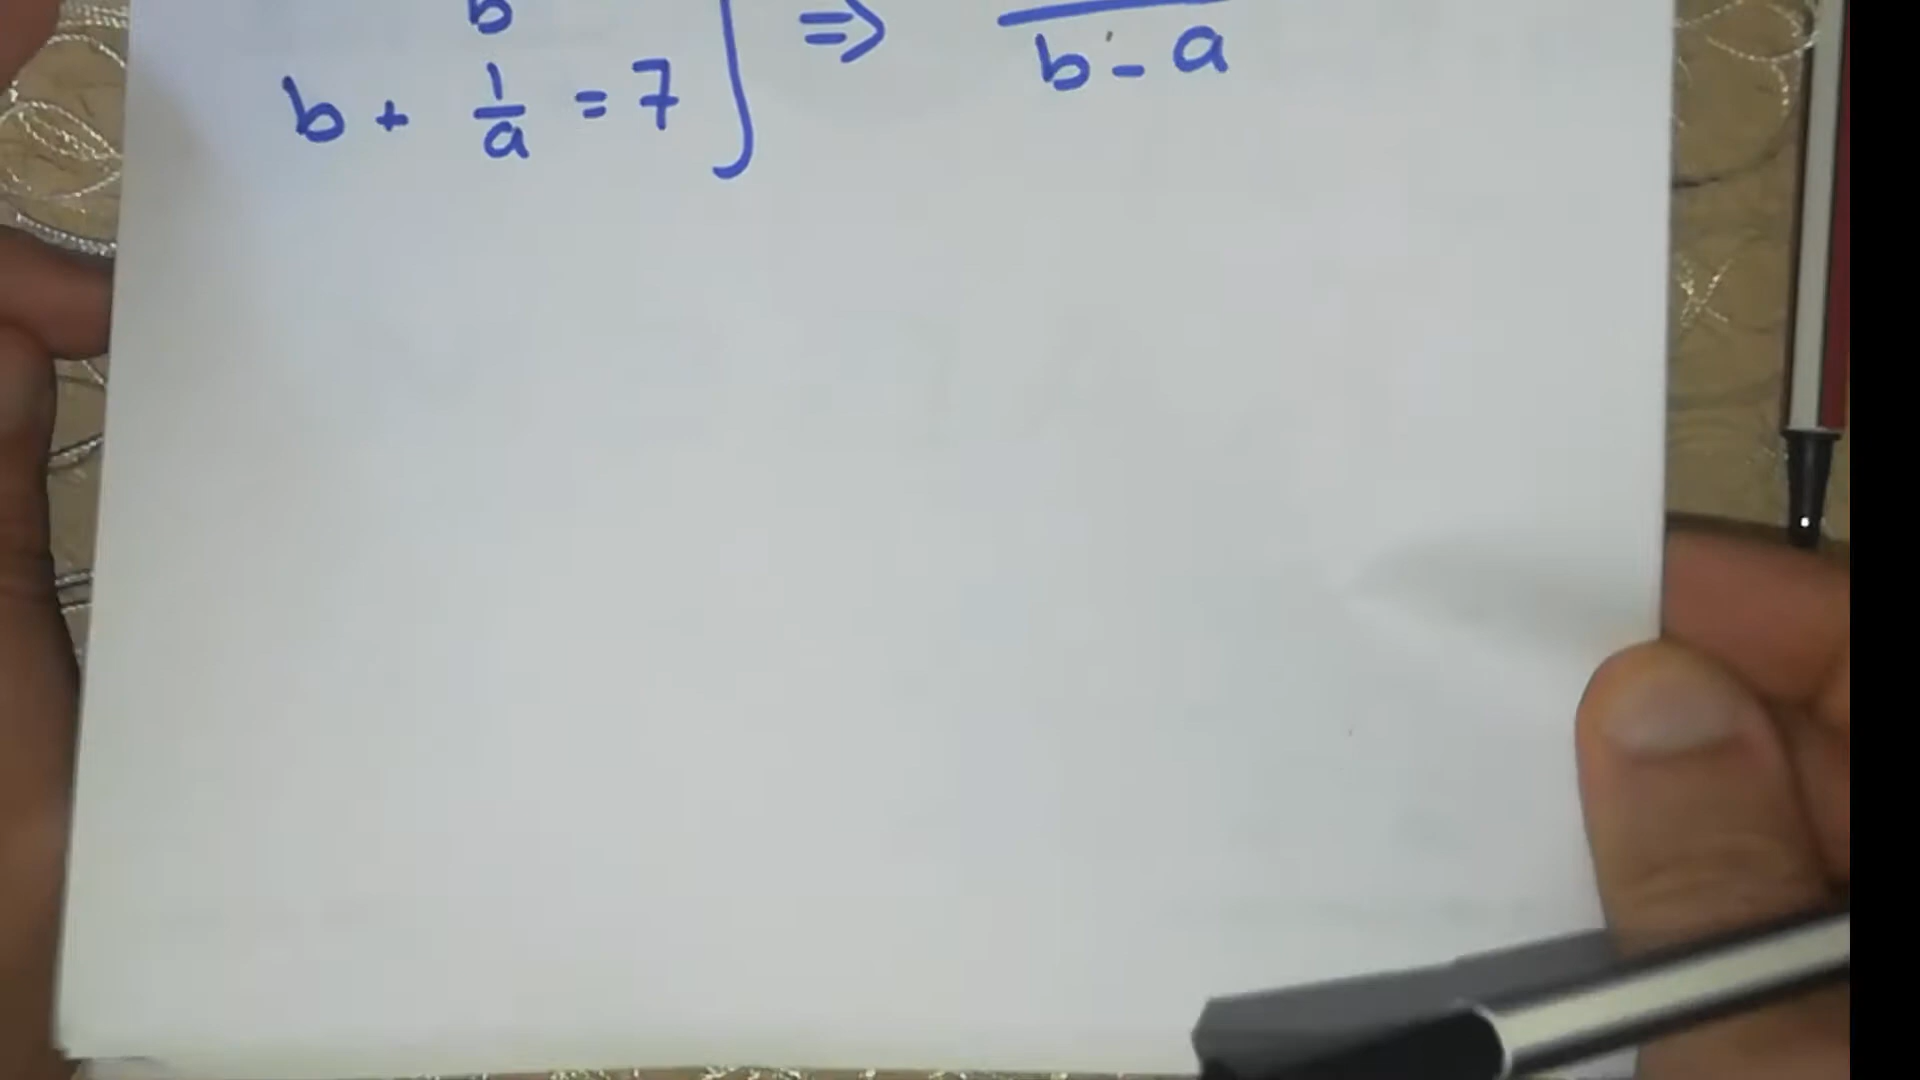 b ⇒
b - a
b + 1/a = 7